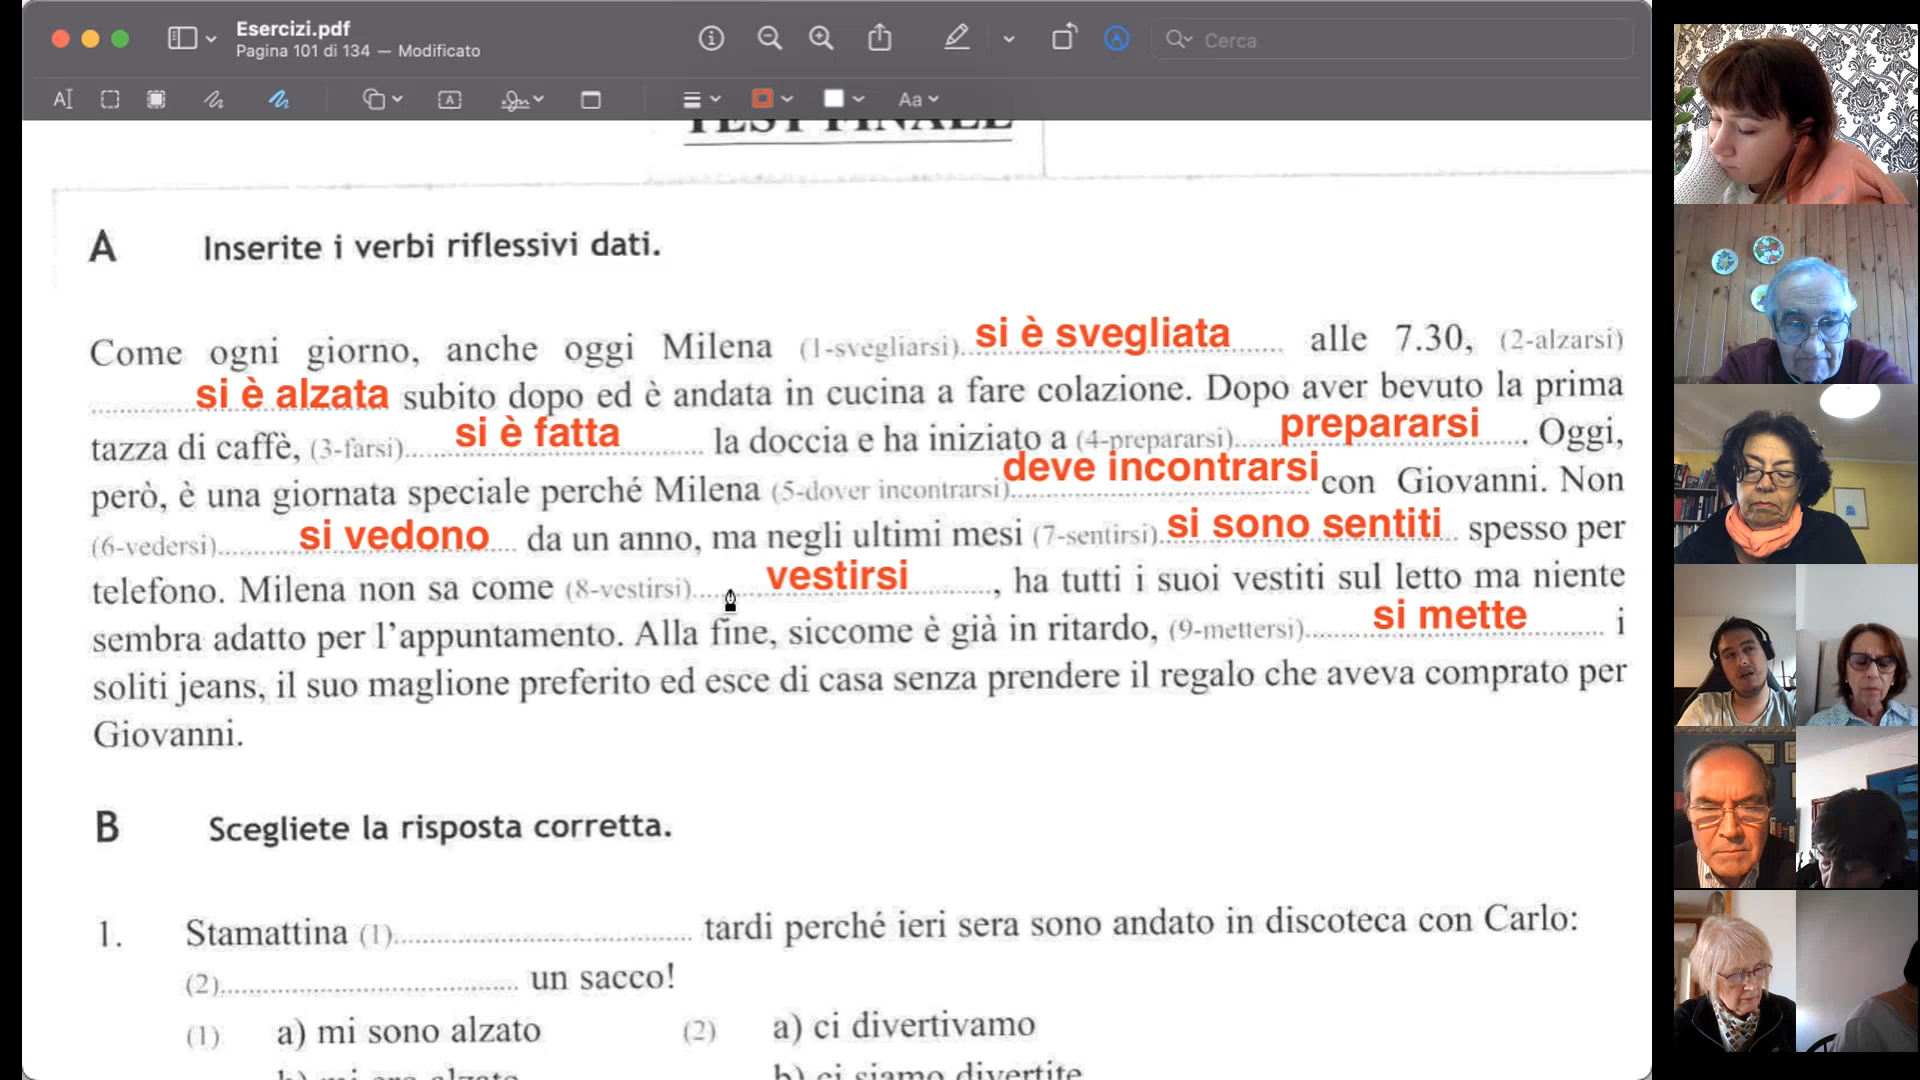 Esercizi.pdf
Pagina 101 di 134 — Modificato
Cerca
Aa
TEST FINALE
A Inserite i verbi riflessivi dati.
Come ogni giorno, anche oggi Milena (1-svegliarsi) si è svegliata alle 7.30, (2-alzarsi)
si è alzata subito dopo ed è andata in cucina a fare colazione. Dopo aver bevuto la prima
tazza di caffè, (3-farsi) si è fatta la doccia e ha iniziato a (4-prepararsi) prepararsi. Oggi,
però, è una giornata speciale perché Milena (5-dover incontrarsi) deve incontrarsi con Giovanni. Non
(6-vedersi) si vedono da un anno, ma negli ultimi mesi (7-sentirsi) si sono sentiti spesso per
telefono. Milena non sa come (8-vestirsi) vestirsi, ha tutti i suoi vestiti sul letto ma niente
sembra adatto per l'appuntamento. Alla fine, siccome è già in ritardo, (9-mettersi) si mette i
soliti jeans, il suo maglione preferito ed esce di casa senza prendere il regalo che aveva comprato per
Giovanni.
B Scegliete la risposta corretta.
1. Stamattina (1) tardi perché ieri sera sono andato in discoteca con Carlo:
(2) un sacco!
(1) a) mi sono alzato (2) a) ci divertivamo
b) mi ero alzato b) ci siamo divertite